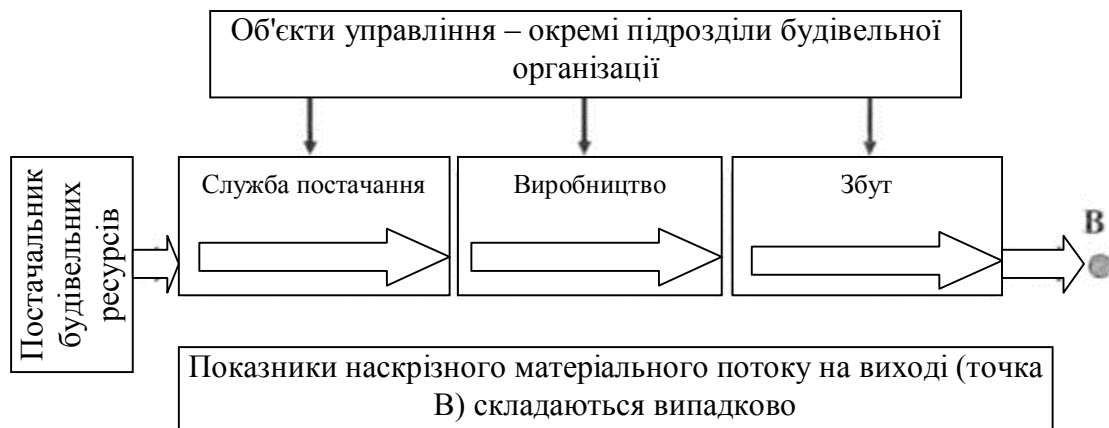 Об'єкти управління – окремі підрозділи будівельної
організації
Постачальник
будівельних
ресурсів
Служба постачання
Виробництво
Збут
В
Показники наскрізного матеріального потоку на виході (точка
В) складаються випадково